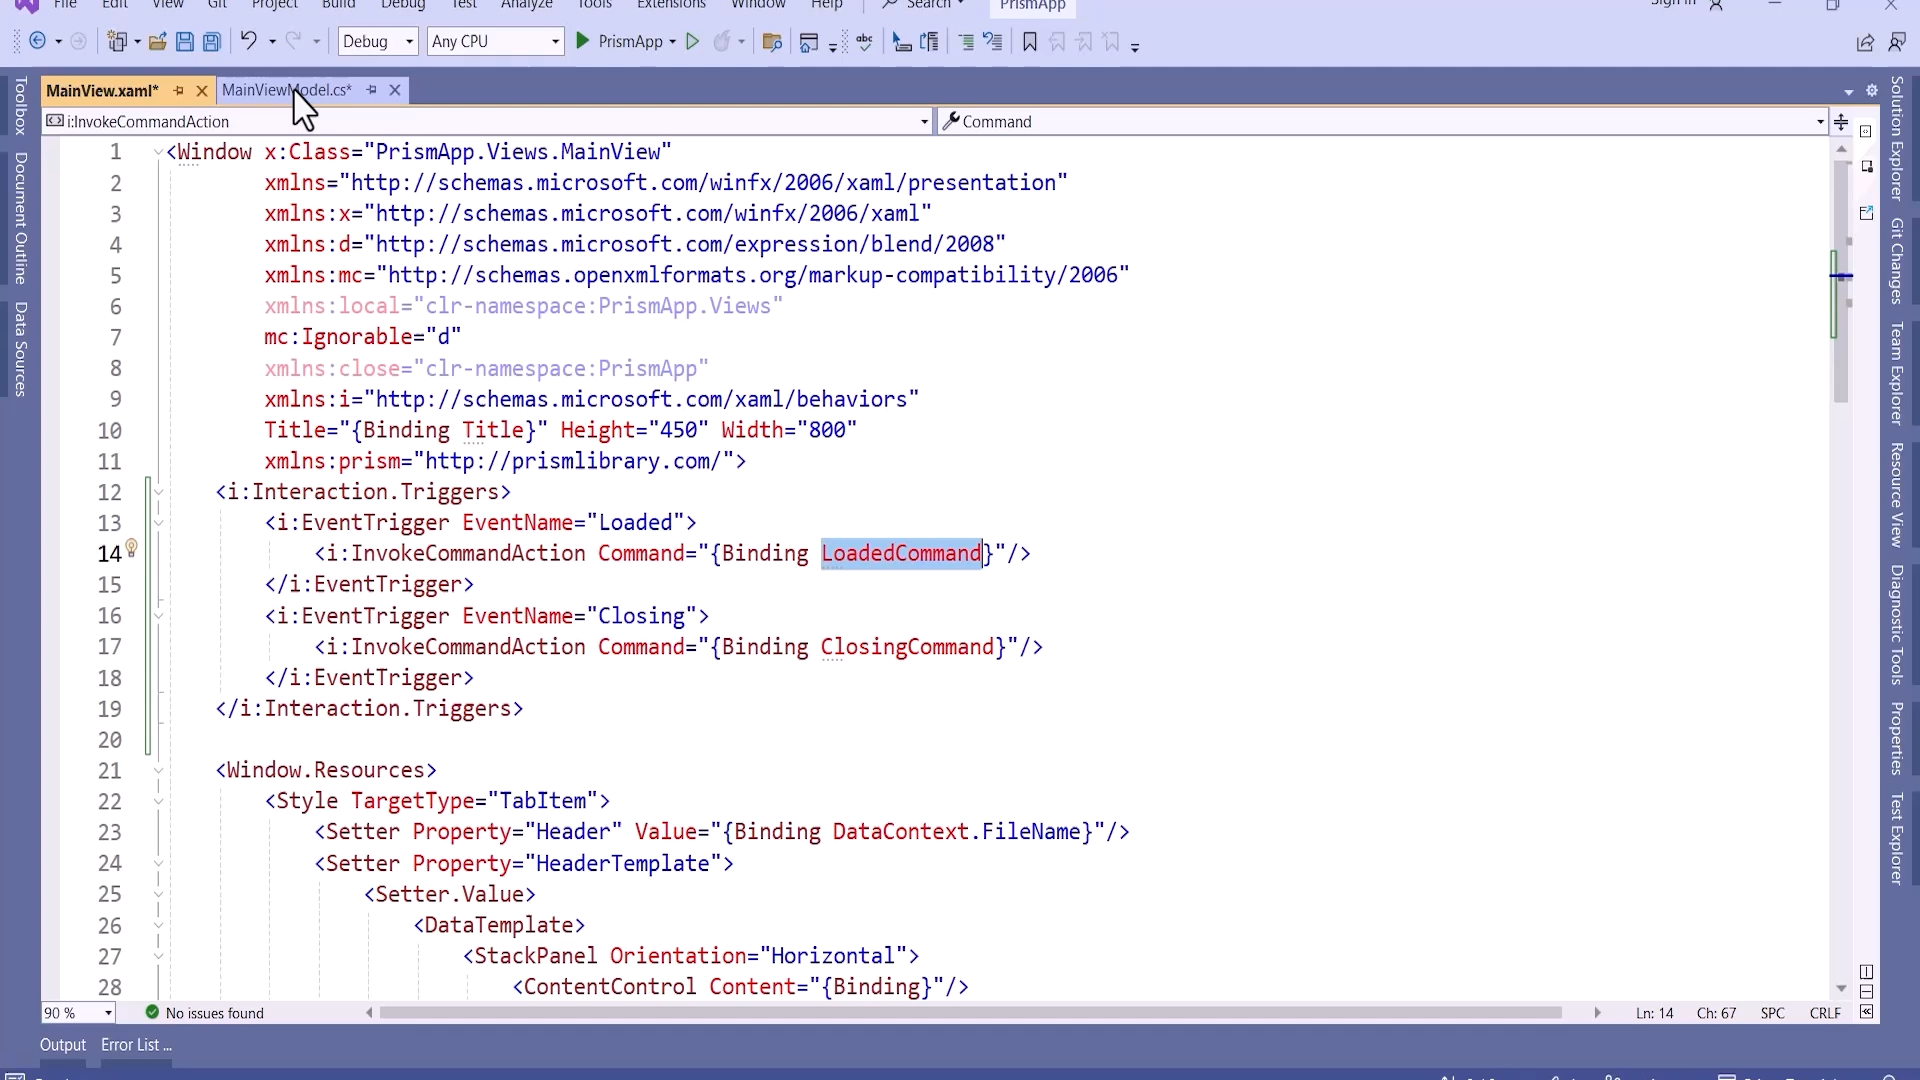 File Edit View Git Project Build Debug Test Analyze Tools Extensions Window Help Search PrismApp Sign in
Debug Any CPU PrismApp
MainView.xaml* MainViewModel.cs*
i:InvokeCommandAction Command
1 <Window x:Class="PrismApp.Views.MainView"
2 xmlns="http://schemas.microsoft.com/winfx/2006/xaml/presentation"
3 xmlns:x="http://schemas.microsoft.com/winfx/2006/xaml"
4 xmlns:d="http://schemas.microsoft.com/expression/blend/2008"
5 xmlns:mc="http://schemas.openxmlformats.org/markup-compatibility/2006"
6 xmlns:local="clr-namespace:PrismApp.Views"
7 mc:Ignorable="d"
8 xmlns:close="clr-namespace:PrismApp"
9 xmlns:i="http://schemas.microsoft.com/xaml/behaviors"
10 Title="{Binding Title}" Height="450" Width="800"
11 xmlns:prism="http://prismlibrary.com/">
12 <i:Interaction.Triggers>
13 <i:EventTrigger EventName="Loaded">
14 <i:InvokeCommandAction Command="{Binding LoadedCommand}"/>
15 </i:EventTrigger>
16 <i:EventTrigger EventName="Closing">
17 <i:InvokeCommandAction Command="{Binding ClosingCommand}"/>
18 </i:EventTrigger>
19 </i:Interaction.Triggers>
20
21 <Window.Resources>
22 <Style TargetType="TabItem">
23 <Setter Property="Header" Value="{Binding DataContext.FileName}"/>
24 <Setter Property="HeaderTemplate">
25 <Setter.Value>
26 <DataTemplate>
27 <StackPanel Orientation="Horizontal">
28 <ContentControl Content="{Binding}"/>
90 % No issues found Ln: 14 Ch: 67 SPC CRLF
Output Error List ...
Toolbox
Document Outline
Data Sources
Solution Explorer
Git Changes
Team Explorer
Resource View
Diagnostic Tools
Properties
Test Explorer